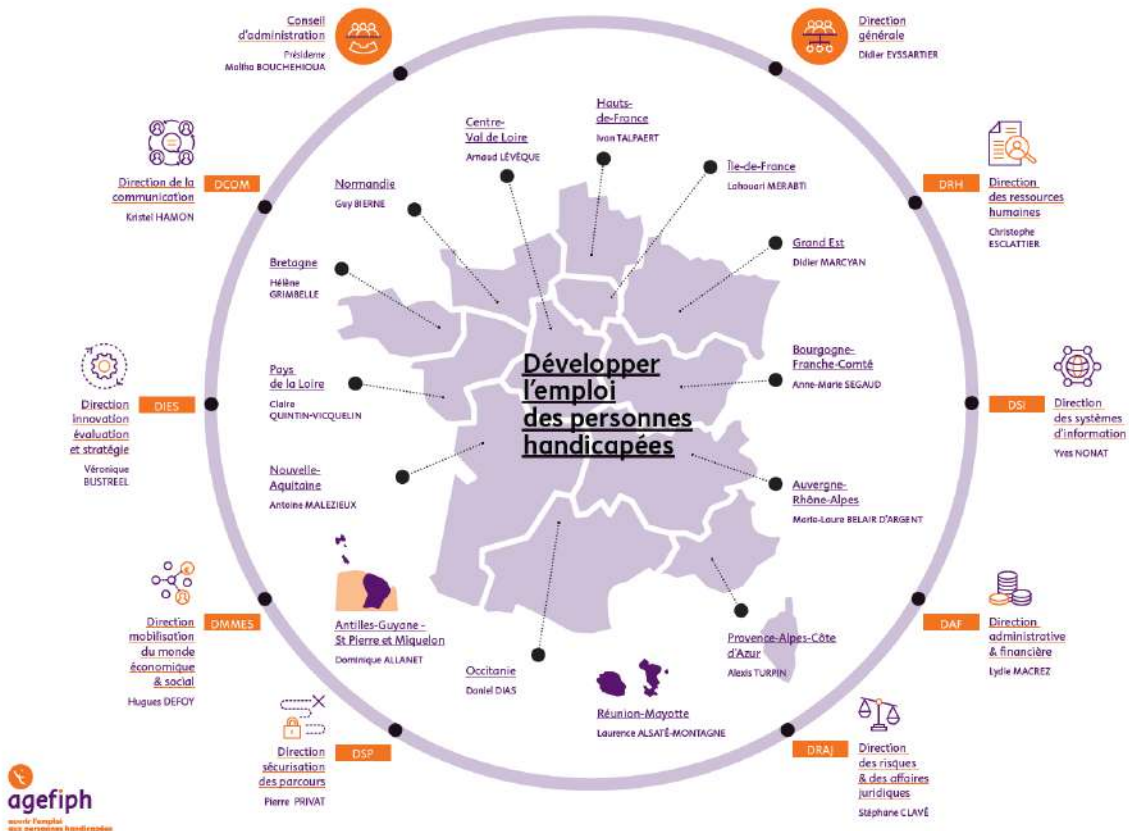 Conseil
d'administration
Présidente
Malika BOUCHEHIOUA
Direction
générale
Didier EYSSARTIER
Direction de la
communication
Kristel HAMON
DCOM
DRH
Direction
des ressources
humaines
Christophe
ESCLATTIER
Centre-
Val de Loire
Arnaud LÉVÊQUE
Hauts-
de-France
Ivan TALPAERT
Île-de-France
Lahouari MERABTI
Normandie
Guy BIERNE
Grand Est
Didier MARCYAN
Bretagne
Hélène
GRIMBELLE
Pays
de la Loire
Claire
QUINTIN-VICQUELIN
Bourgogne-
Franche-Comté
Anne-Marie SEGAUD
Développer
l'emploi
des personnes
handicapées
Direction
innovation
évaluation
et stratégie
Véronique
BUSTREEL
DIES
DSI
Direction
des systèmes
d'information
Yves NONAT
Nouvelle-
Aquitaine
Antoine MALEZIEUX
Auvergne-
Rhône-Alpes
Marie-Laure BELAIR D'ARGENT
Direction
mobilisation
du monde
économique
& social
Hugues DEFOY
DMMES
DAF
Direction
administrative
& financière
Lydie MACREZ
Antilles-Guyane -
St Pierre et Miquelon
Dominique ALLANET
Occitanie
Daniel DIAS
Provence-Alpes-Côte
d'Azur
Alexis TURPIN
Réunion-Mayotte
Laurence ALSATÉ-MONTAGNE
Direction
sécurisation
des parcours
Pierre PRIVAT
DSP
DRAJ
Direction
des risques
& des affaires
juridiques
Stéphane CLAVÉ
agefiph
ouvrir l'emploi
aux personnes handicapées